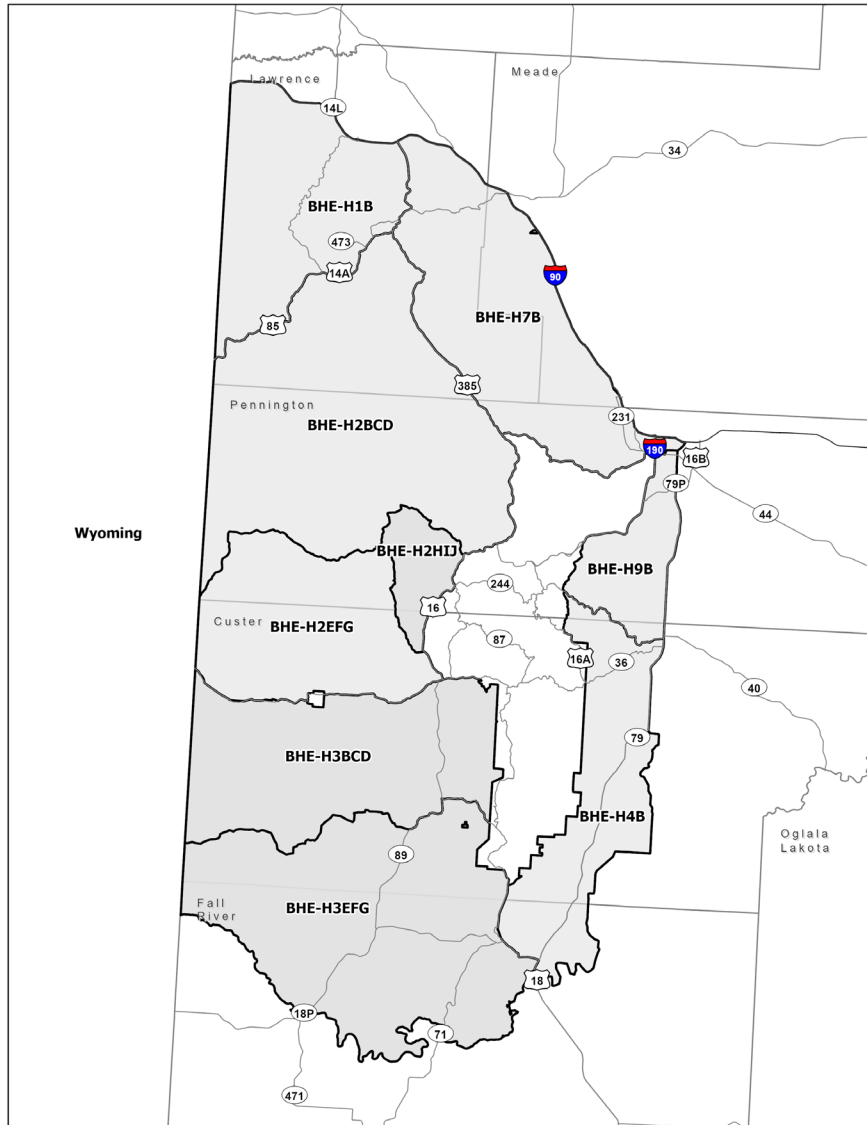 Lawrence
Meade
14L
34
BHE-H1B
473
14A
90
BHE-H7B
85
385
Pennington
231
BHE-H2BCD
190
16B
79P
44
Wyoming
BHE-H2HIJ
BHE-H9B
244
16
Custer
BHE-H2EFG
87
16A
36
40
79
BHE-H3BCD
BHE-H4B
Oglala
Lakota
89
Fall
River
BHE-H3EFG
18
18P
71
471